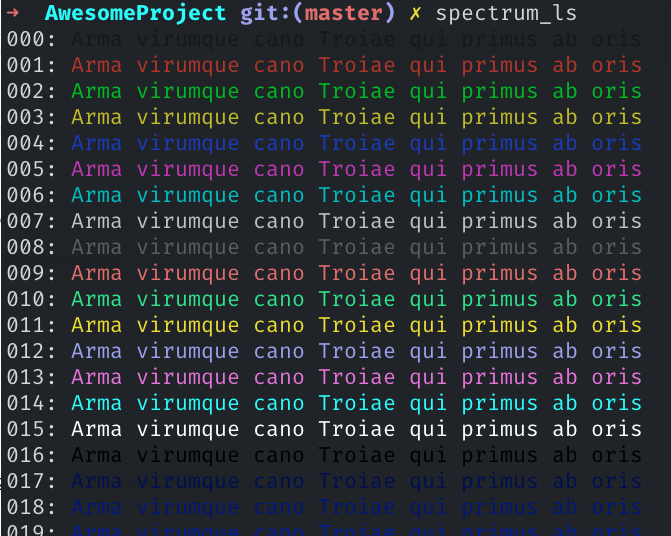 → AwesomeProject git:(master) ✗ spectrum_ls
000: Arma virumque cano Troiae qui primus ab oris
001: Arma virumque cano Troiae qui primus ab oris
002: Arma virumque cano Troiae qui primus ab oris
003: Arma virumque cano Troiae qui primus ab oris
004: Arma virumque cano Troiae qui primus ab oris
005: Arma virumque cano Troiae qui primus ab oris
006: Arma virumque cano Troiae qui primus ab oris
007: Arma virumque cano Troiae qui primus ab oris
008: Arma virumque cano Troiae qui primus ab oris
009: Arma virumque cano Troiae qui primus ab oris
010: Arma virumque cano Troiae qui primus ab oris
011: Arma virumque cano Troiae qui primus ab oris
012: Arma virumque cano Troiae qui primus ab oris
013: Arma virumque cano Troiae qui primus ab oris
014: Arma virumque cano Troiae qui primus ab oris
015: Arma virumque cano Troiae qui primus ab oris
016: Arma virumque cano Troiae qui primus ab oris
017: Arma virumque cano Troiae qui primus ab oris
018: Arma virumque cano Troiae qui primus ab oris
019: Arma virumque cano Troiae qui primus ab oris